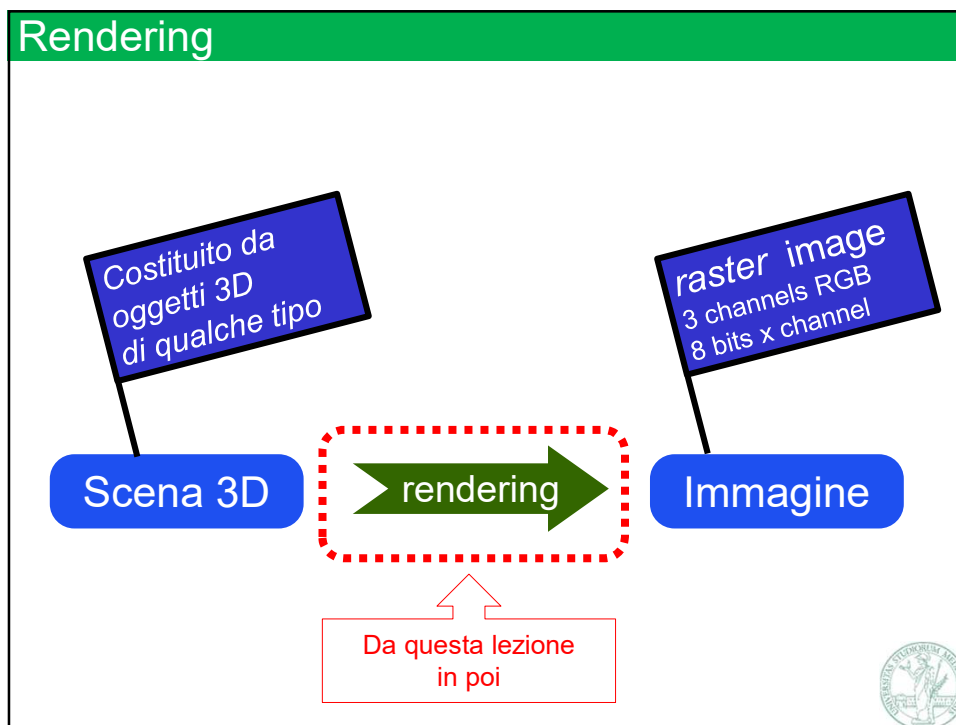 Rendering
Costituito da
oggetti 3D
di qualche tipo
raster image
3 channels RGB
8 bits x channel
Scena 3D
rendering
Immagine
Da questa lezione
in poi